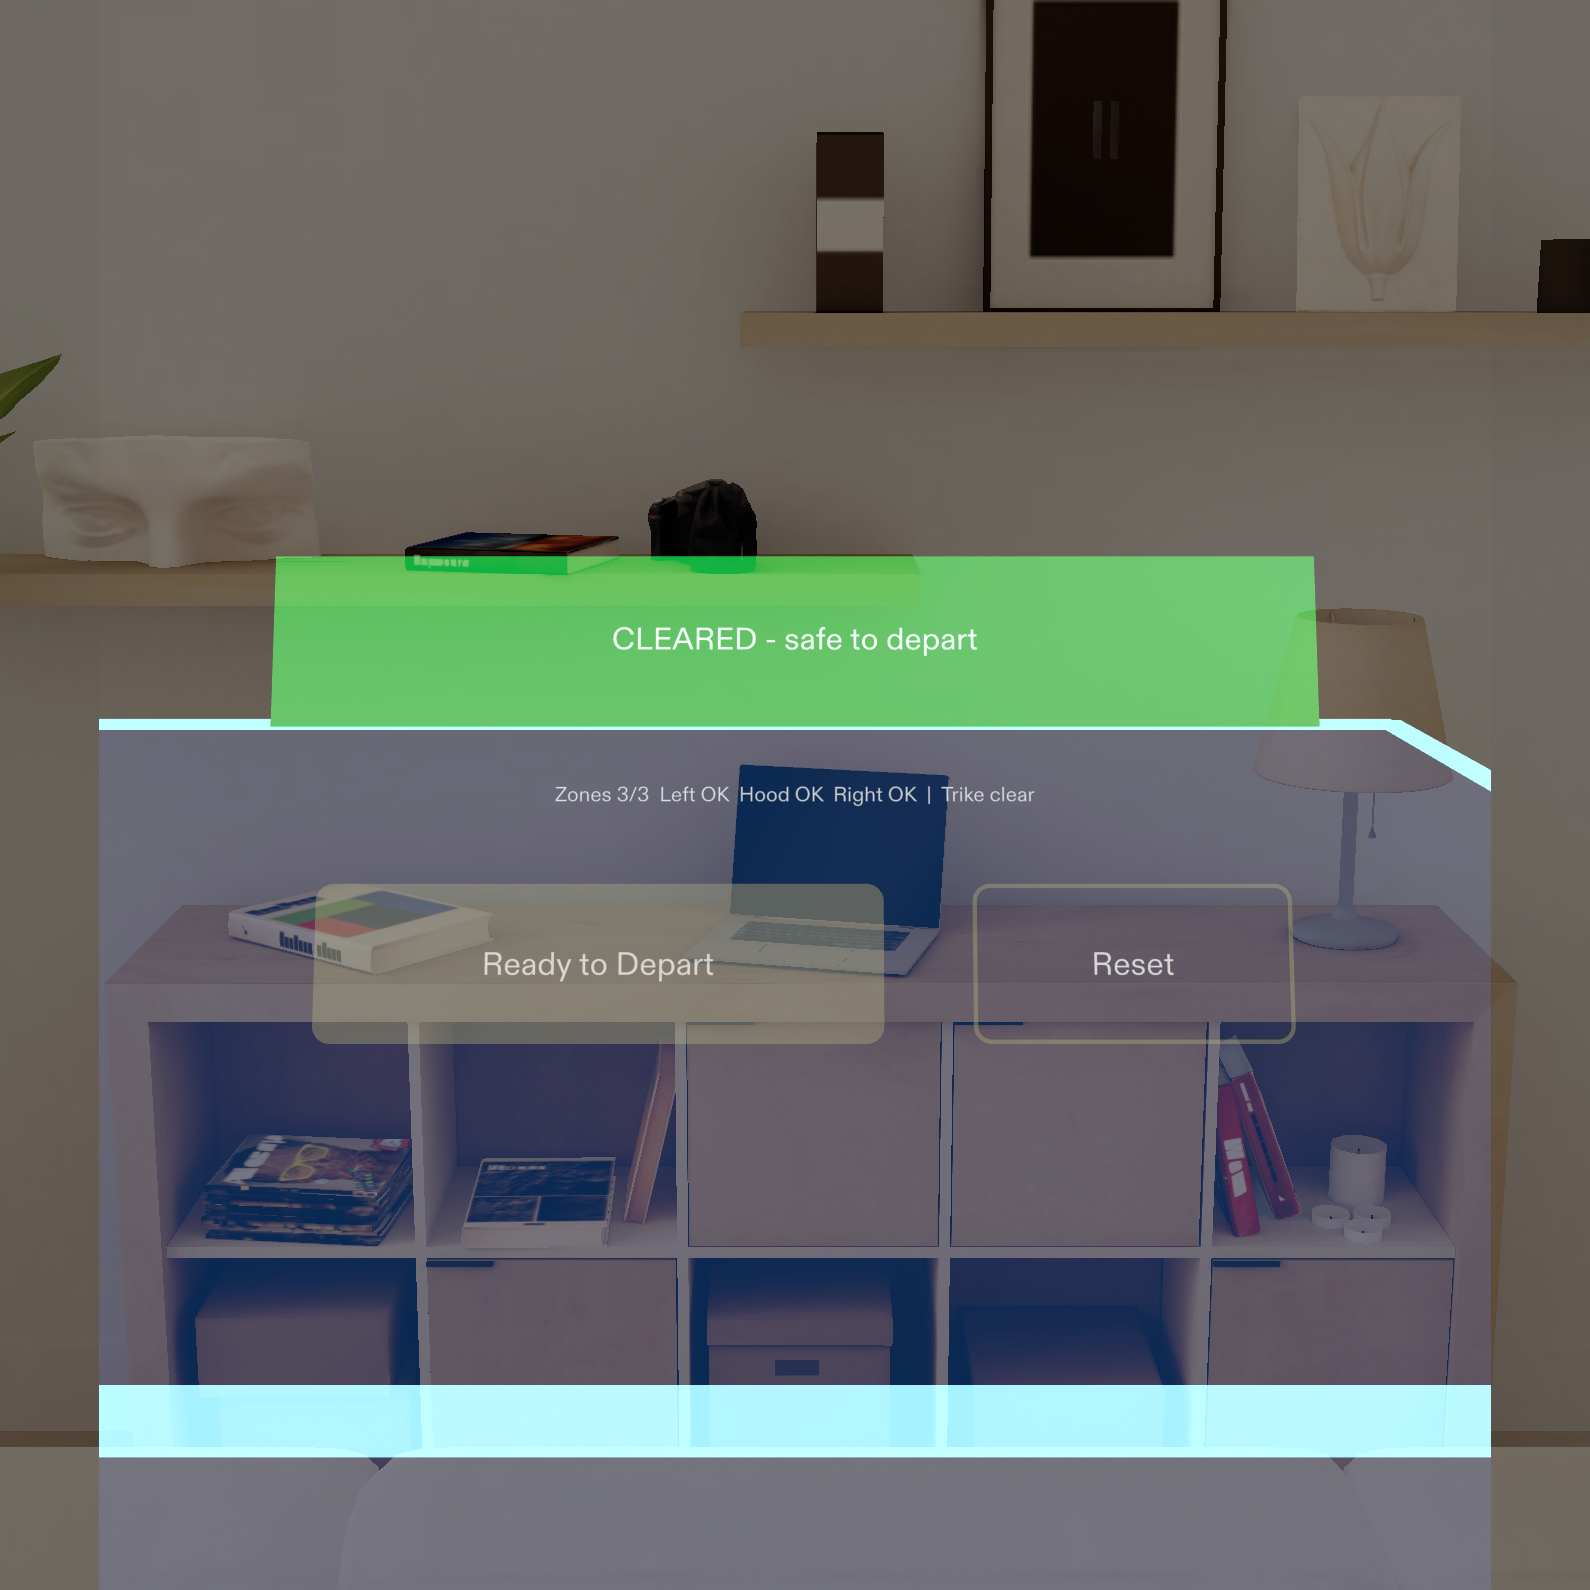 CLEARED - safe to depart
Zones 3/3 Left OK Hood OK Right OK | Trike clear
Ready to Depart
Reset